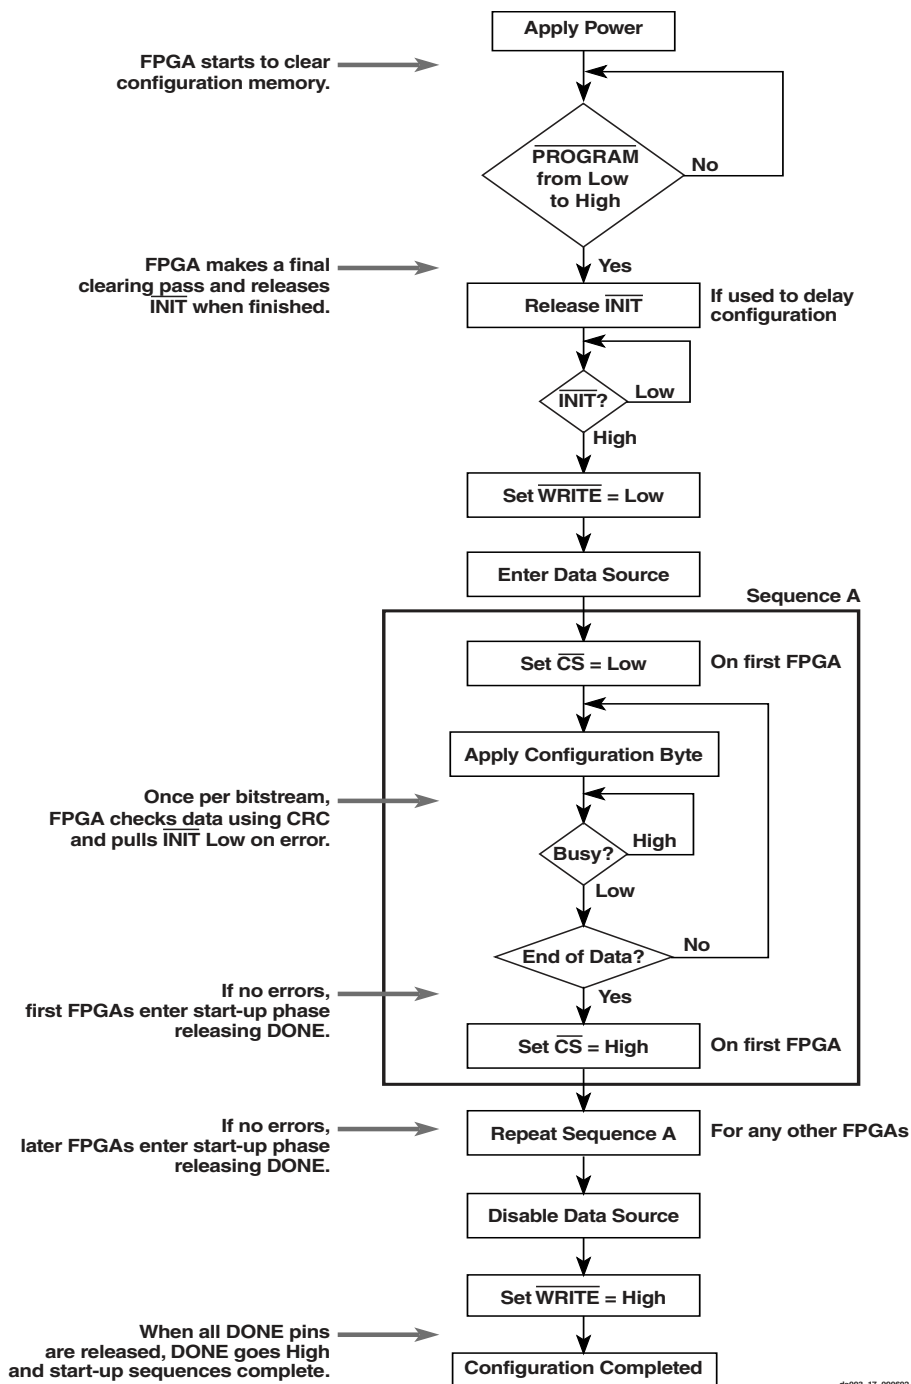 Apply Power
FPGA starts to clear
configuration memory.
PROGRAM
from Low
to High
No
Yes
FPGA makes a final
clearing pass and releases
INIT when finished.
Release INIT
If used to delay
configuration
INIT?
Low
High
Set WRITE = Low
Enter Data Source
Sequence A
Set CS = Low
On first FPGA
Apply Configuration Byte
Once per bitstream,
FPGA checks data using CRC
and pulls INIT Low on error.
Busy?
High
Low
End of Data?
No
Yes
If no errors,
first FPGAs enter start-up phase
releasing DONE.
Set CS = High
On first FPGA
If no errors,
later FPGAs enter start-up phase
releasing DONE.
Repeat Sequence A
For any other FPGAs
Disable Data Source
Set WRITE = High
When all DONE pins
are released, DONE goes High
and start-up sequences complete.
Configuration Completed